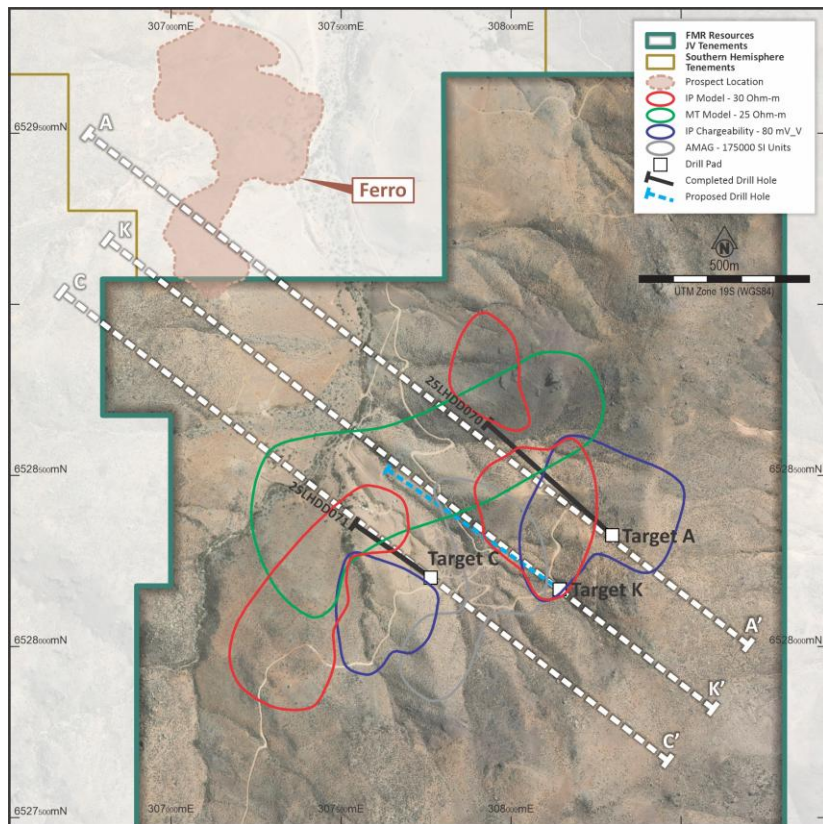 307000mE
307500mE
308000mE
FMR Resources
JV Tenements
Southern Hemisphere
Tenements
Prospect Location
IP Model - 30 Ohm-m
MT Model - 25 Ohm-m
IP Chargeability - 80 mV_V
AMAG - 175000 SI Units
Drill Pad
Completed Drill Hole
Proposed Drill Hole
N
500m
UTM Zone 19S (WGS84)
6529500mN
A
Ferro
K
C
25LHDD070
6528500mN
6528500mN
25LHDD071
Target A
Target C
Target K
6528000mN
6528000mN
A'
K'
C'
6527500mN
307000mE
307500mE
308000mE